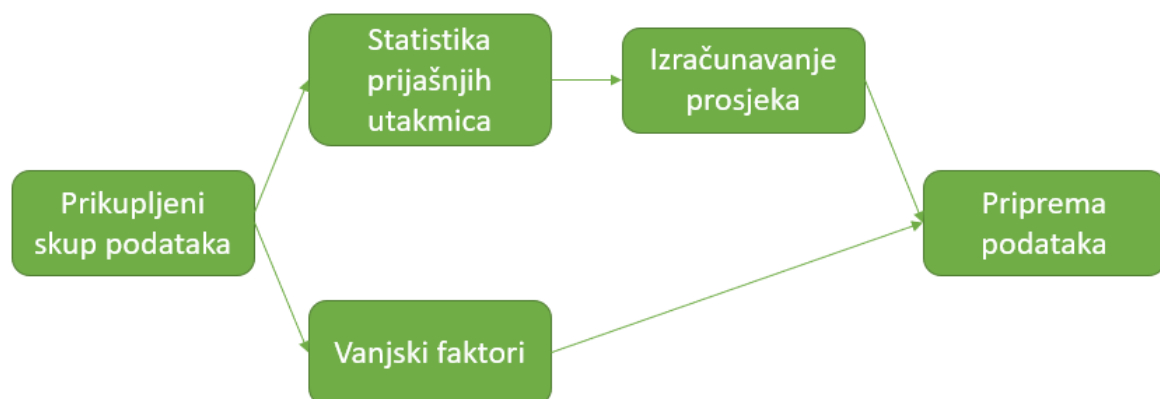 Statistika
prijašnjih
utakmica
Izračunavanje
prosjeka
Prikupljeni
skup podataka
Priprema
podataka
Vanjski faktori